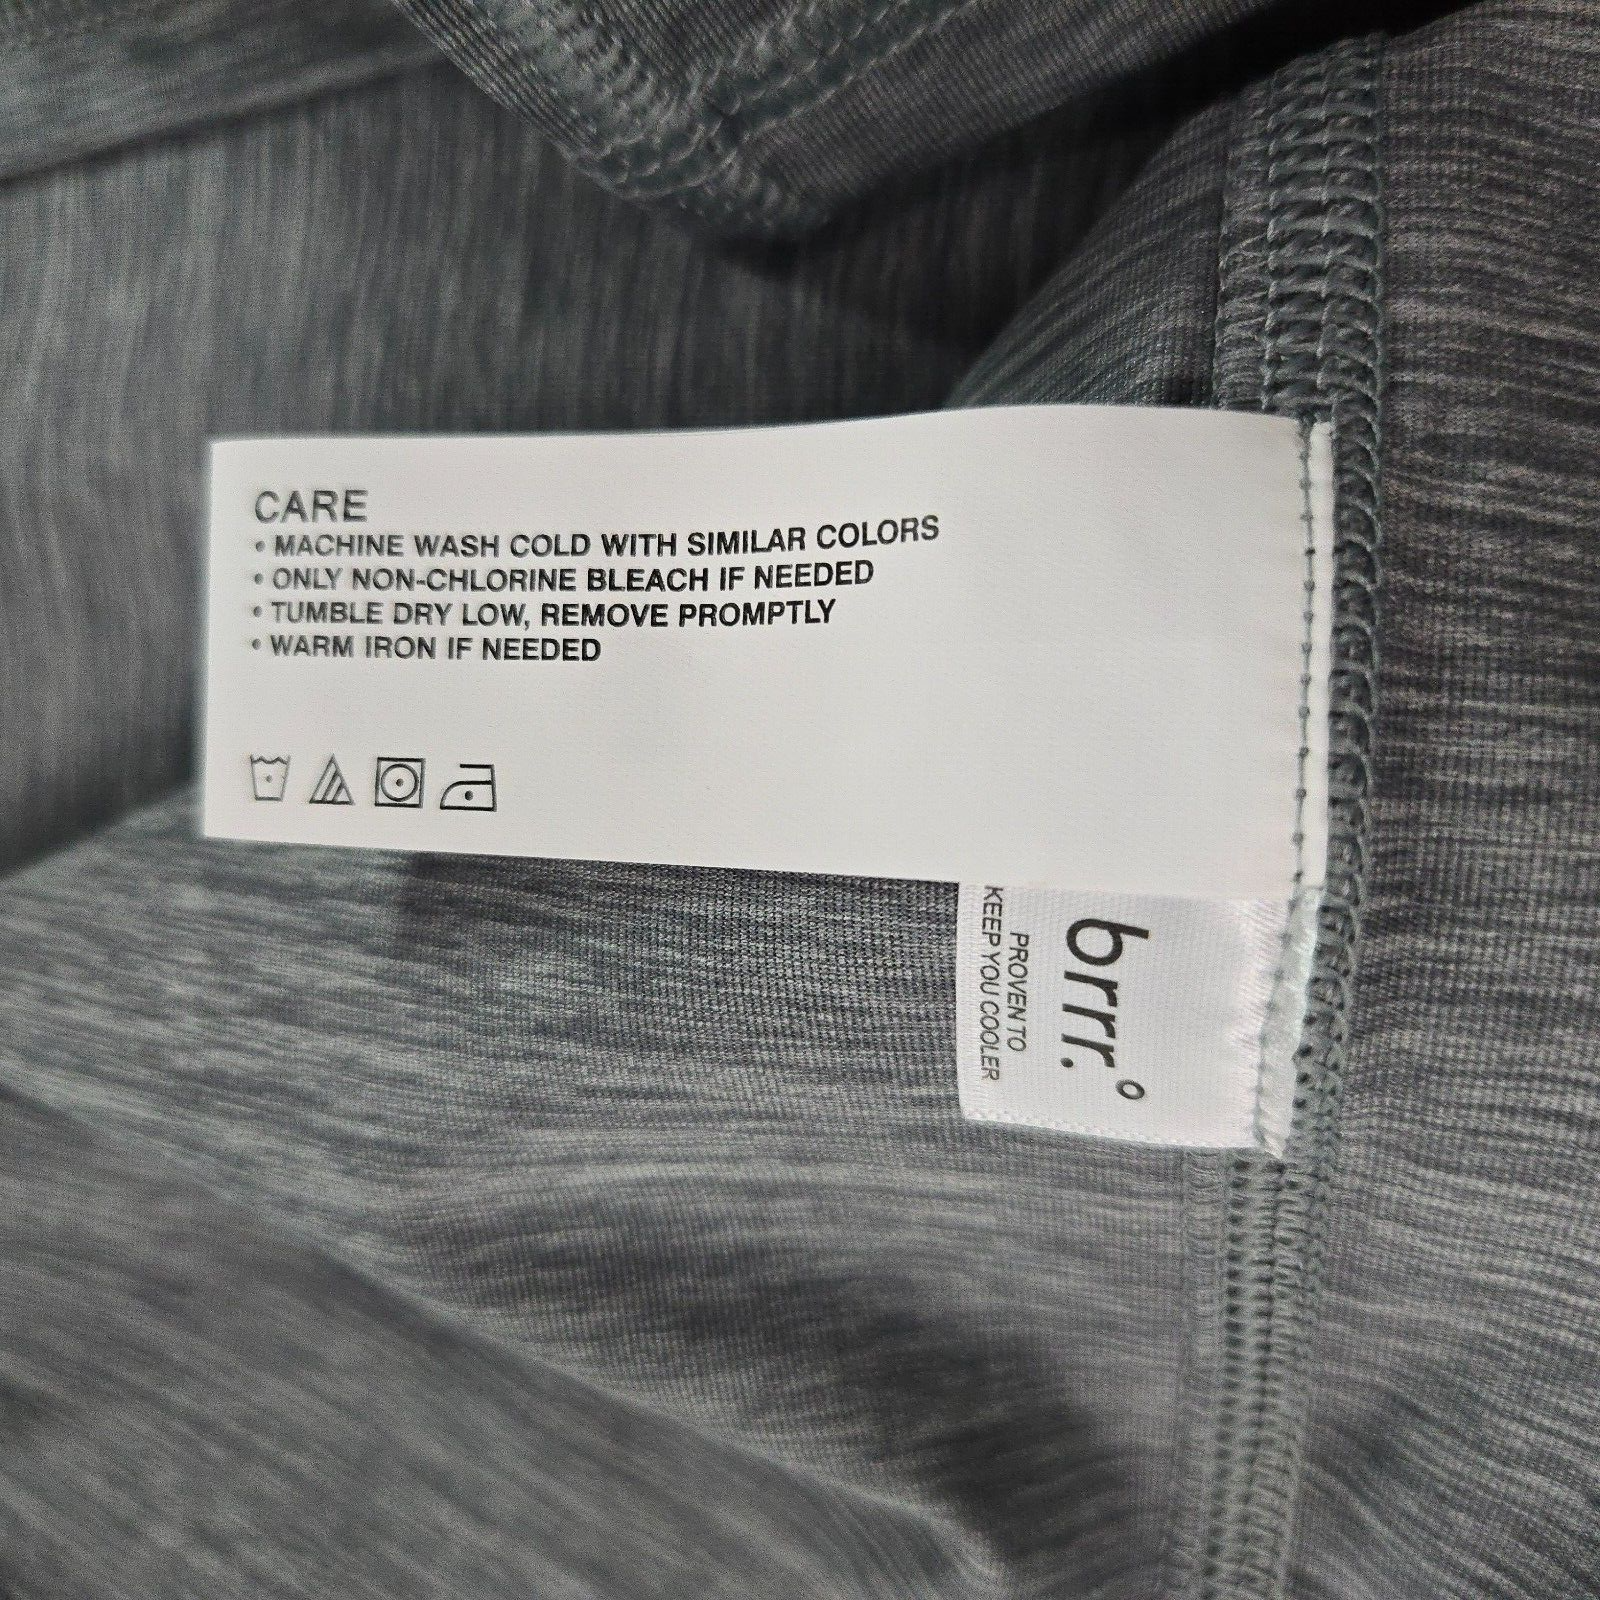 CARE
• MACHINE WASH COLD WITH SIMILAR COLORS
• ONLY NON-CHLORINE BLEACH IF NEEDED
• TUMBLE DRY LOW, REMOVE PROMPTLY
• WARM IRON IF NEEDED
brrr.°
PROVEN TO
KEEP YOU COOLER